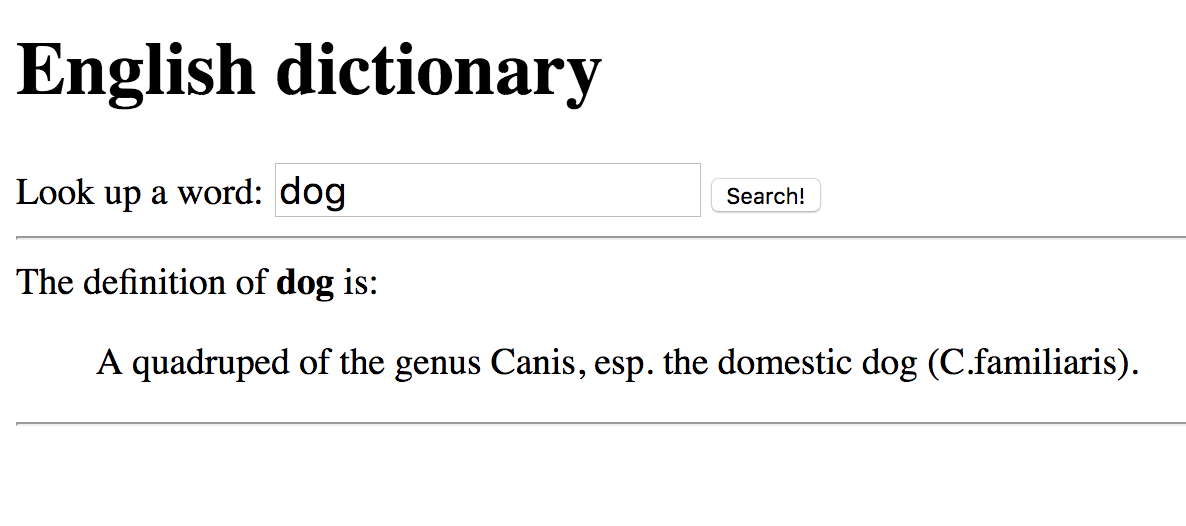 English dictionary
Look up a word: dog Search!
The definition of dog is:
A quadruped of the genus Canis, esp. the domestic dog (C.familiaris).